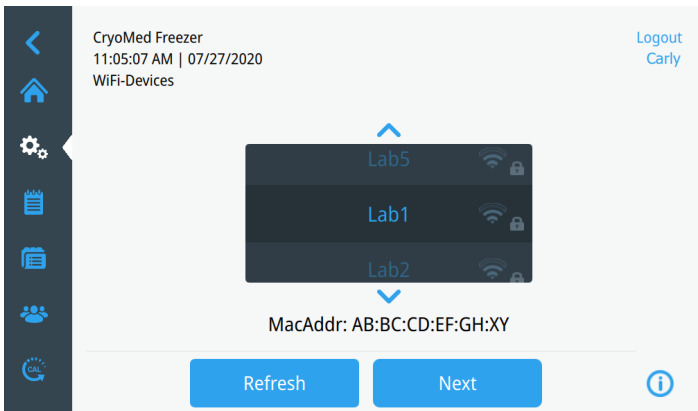 CryoMed Freezer
11:05:07 AM | 07/27/2020
WiFi-Devices
Logout
Carly
Lab5
Lab1
Lab2
MacAddr: AB:BC:CD:EF:GH:XY
CAL
Refresh
Next